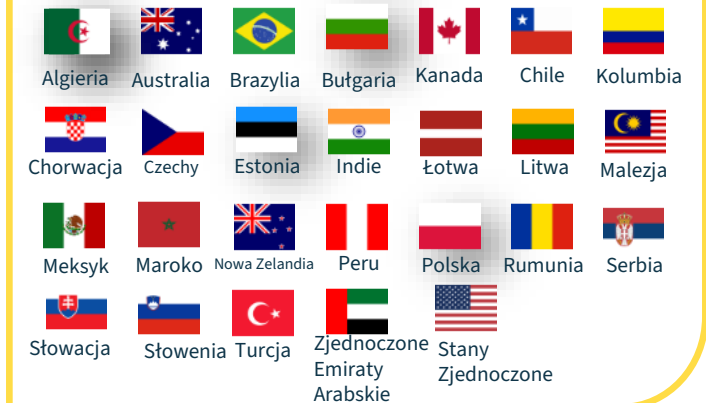 Algieria Australia Brazylia Bułgaria Kanada Chile Kolumbia
Chorwacja Czechy Estonia Indie Łotwa Litwa Malezja
Meksyk Maroko Nowa Zelandia Peru Polska Rumunia Serbia
Słowacja Słowenia Turcja Zjednoczone Emiraty Arabskie Stany Zjednoczone